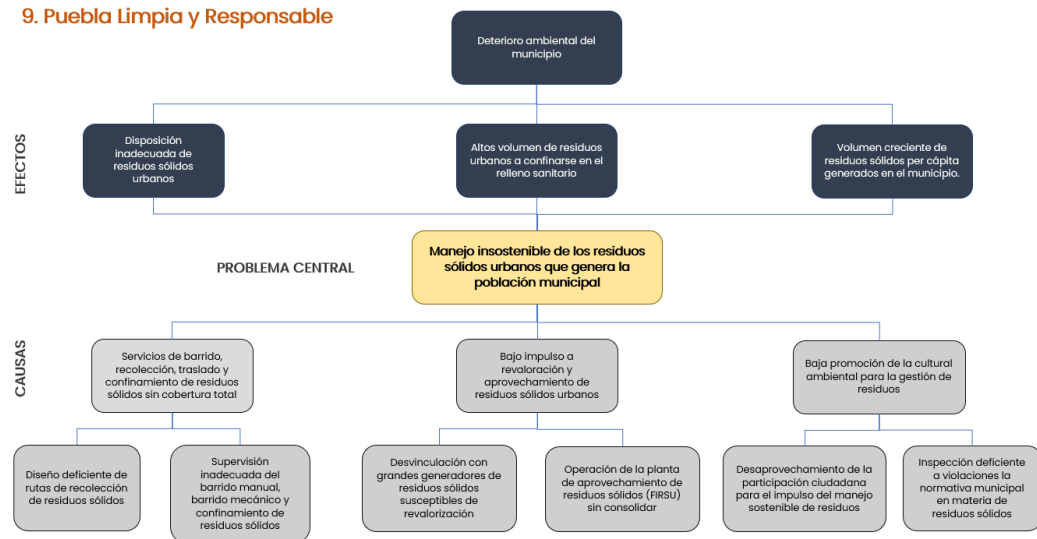 9. Puebla Limpia y Responsable
Deterioro ambiental del
municipio
EFECTOS
Disposición
inadecuada de
residuos sólidos
urbanos
Altos volumen de residuos
urbanos a confinarse en el
relleno sanitario
Volumen creciente de
residuos sólidos per cápita
generados en el municipio.
PROBLEMA CENTRAL
Manejo insostenible de los residuos
sólidos urbanos que genera la
población municipal
CAUSAS
Servicios de barrido,
recolección, traslado y
confinamiento de residuos
sólidos sin cobertura total
Bajo impulso a
revaloración y
aprovechamiento de
residuos sólidos urbanos
Baja promoción de la cultural
ambiental para la gestión de
residuos
Diseño deficiente de
rutas de recolección
de residuos sólidos
Supervisión
inadecuada del
barrido manual,
barrido mecánico y
confinamiento de
residuos sólidos
Desvinculación con
grandes generadores de
residuos sólidos
susceptibles de
revalorización
Operación de la planta
de aprovechamiento de
residuos sólidos (FIRSU)
sin consolidar
Desaprovechamiento de la
participación ciudadana
para el impulso del manejo
sostenible de residuos
Inspección deficiente
a violaciones la
normativa municipal
en materia de
residuos sólidos